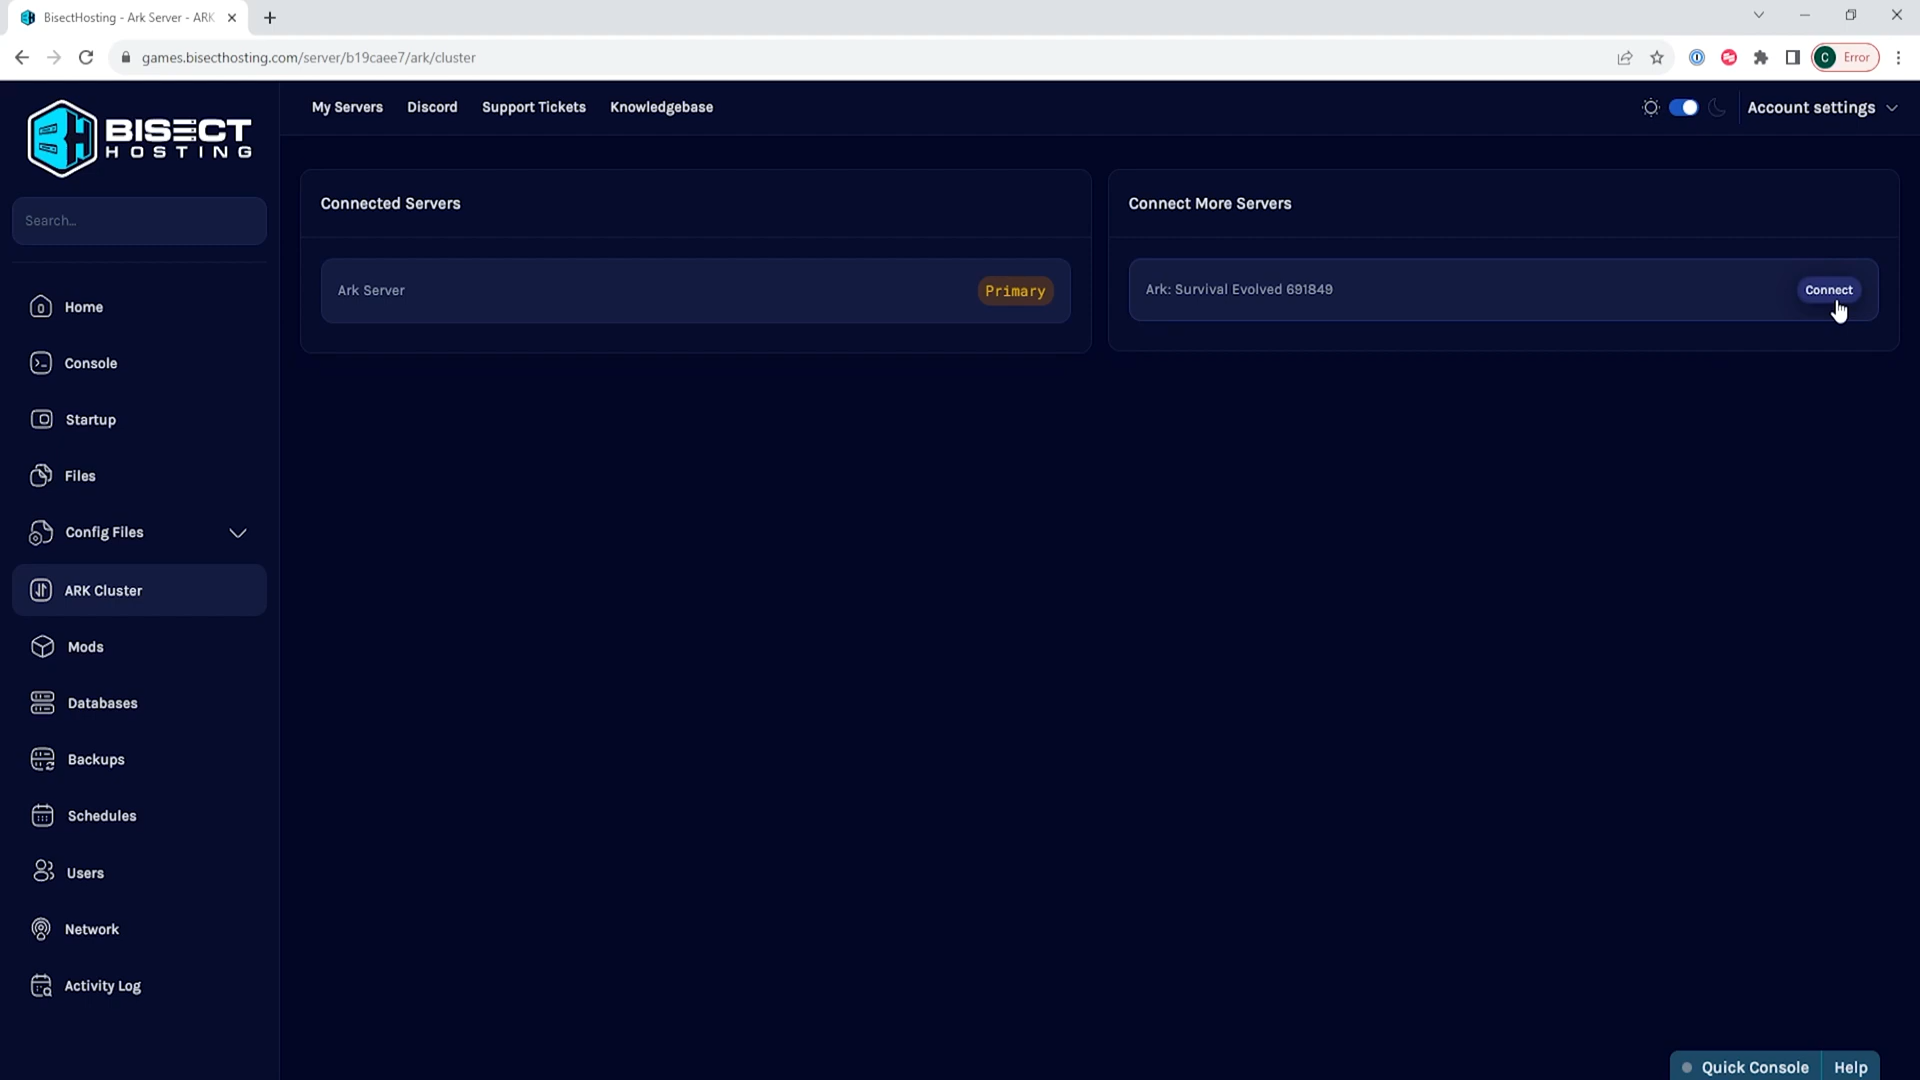 BisectHosting - Ark Server - ARK
games.bisecthosting.com/server/b19caee7/ark/cluster
C Error
BISECT
HOSTING
My Servers Discord Support Tickets Knowledgebase
Account settings
Search...
Connected Servers
Connect More Servers
Ark Server Primary
Ark: Survival Evolved 691849 Connect
Home
Console
Startup
Files
Config Files
ARK Cluster
Mods
Databases
Backups
Schedules
Users
Network
Activity Log
Quick Console Help